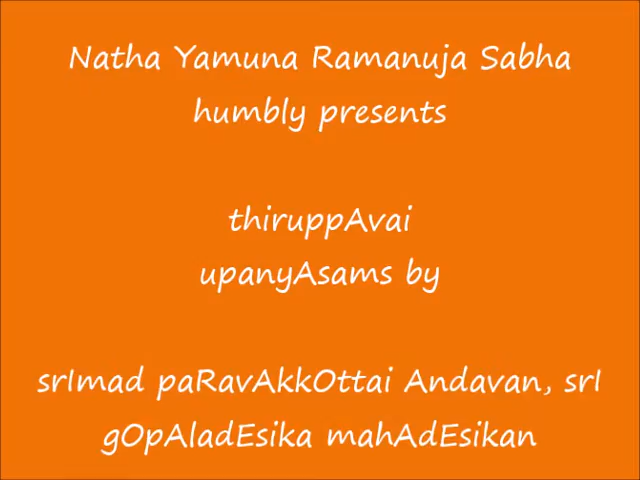 Natha Yamuna Ramanuja Sabha
humbly presents
thiruppAvai
upanyAsams by
srImad paRavAkkOttai Andavan, srI
gOpAladEsika mahAdEsikan